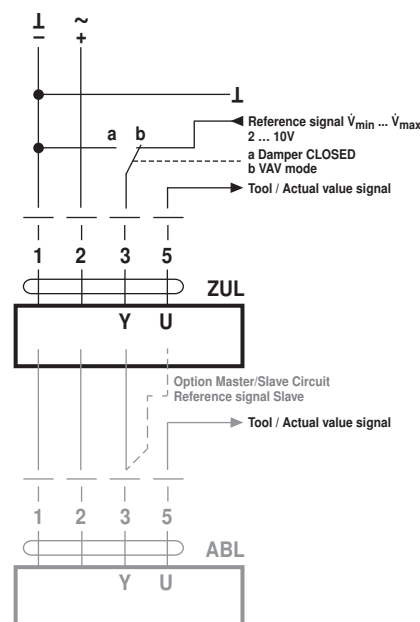 ⊥ ~
– +
⊥
a b
Reference signal V̇min ... V̇max
2 ... 10V
a Damper CLOSED
b VAV mode
Tool / Actual value signal
1 2 3 5
ZUL
Y U
Option Master/Slave Circuit
Reference signal Slave
Tool / Actual value signal
1 2 3 5
ABL
Y U